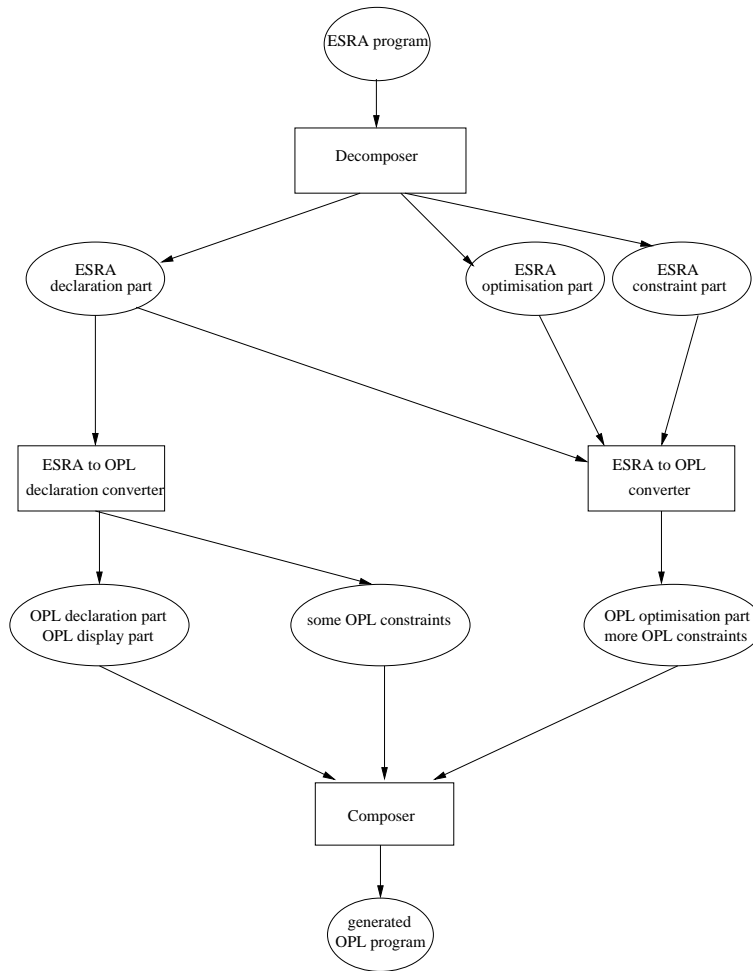 ESRA program
Decomposer
ESRA
declaration part
ESRA
optimisation part
ESRA
constraint part
ESRA to OPL
declaration converter
ESRA to OPL
converter
OPL declaration part
OPL display part
some OPL constraints
OPL optimisation part
more OPL constraints
Composer
generated
OPL program